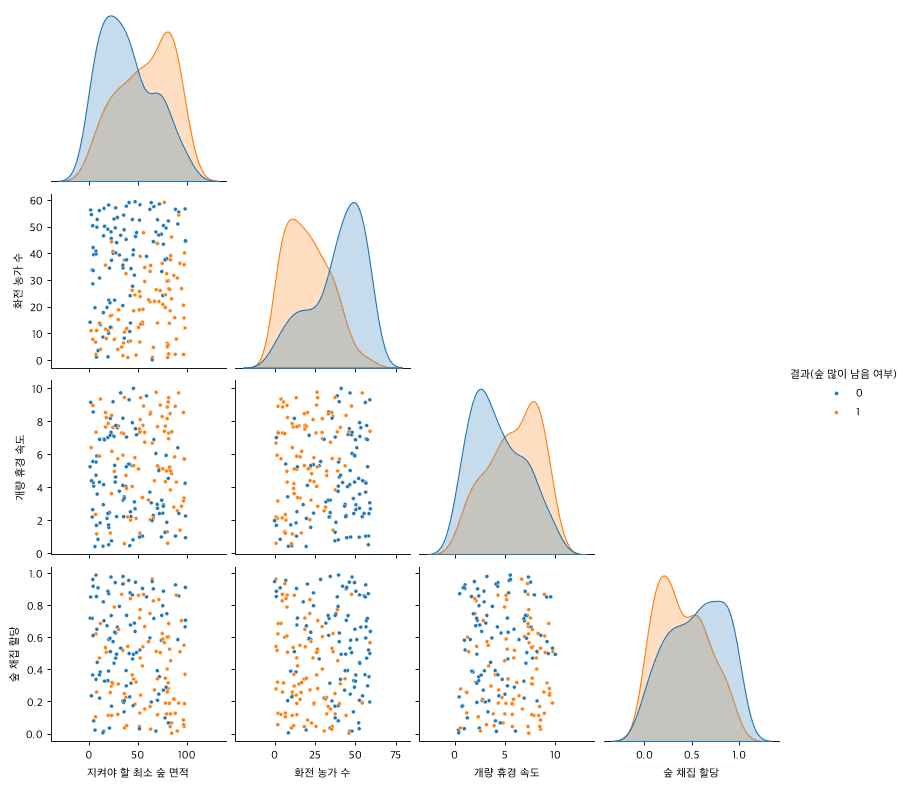 화전 농가 수
60
50
40
30
20
10
0
개량 휴경 속도
10
8
6
4
2
0
결과(숲 많이 남음 여부)
0
1
숲 채집 할당
1.0
0.8
0.6
0.4
0.2
0.0
0 50 100
0 25 50 75
0 5 10
0.0 0.5 1.0
지켜야 할 최소 숲 면적
화전 농가 수
개량 휴경 속도
숲 채집 할당